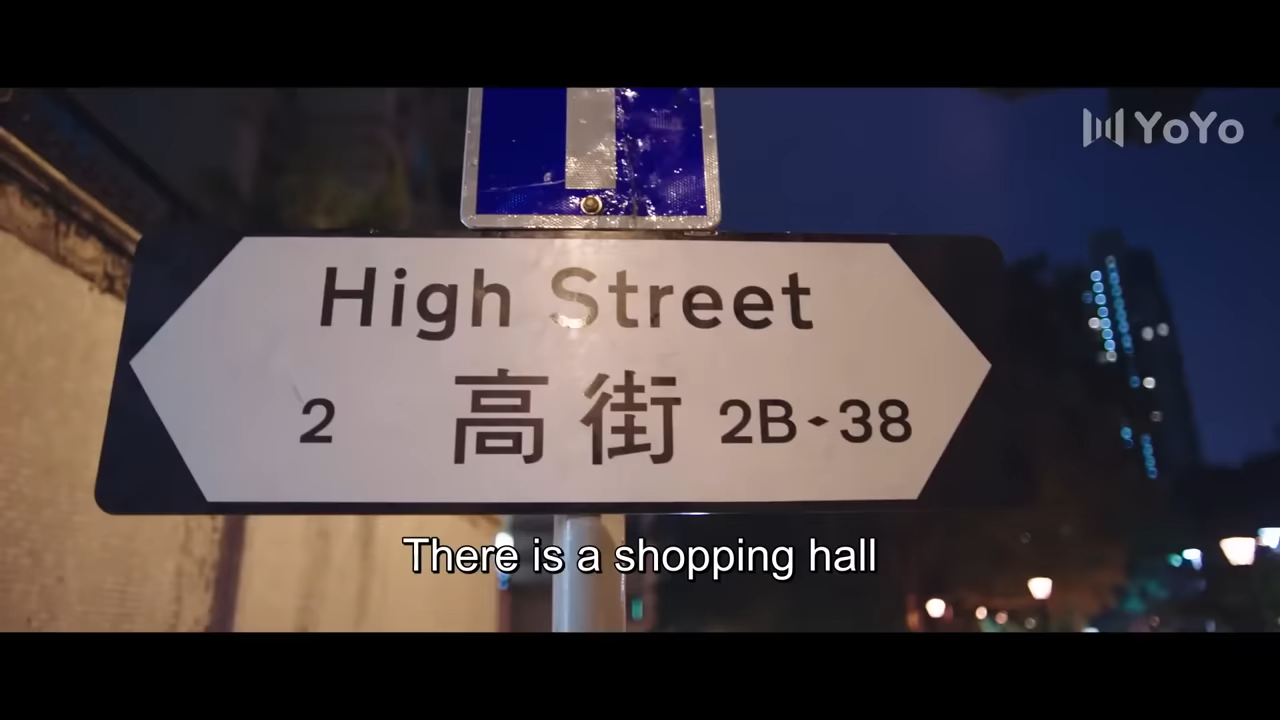 YoYo
High Street
2 高街 2B-38
There is a shopping hall